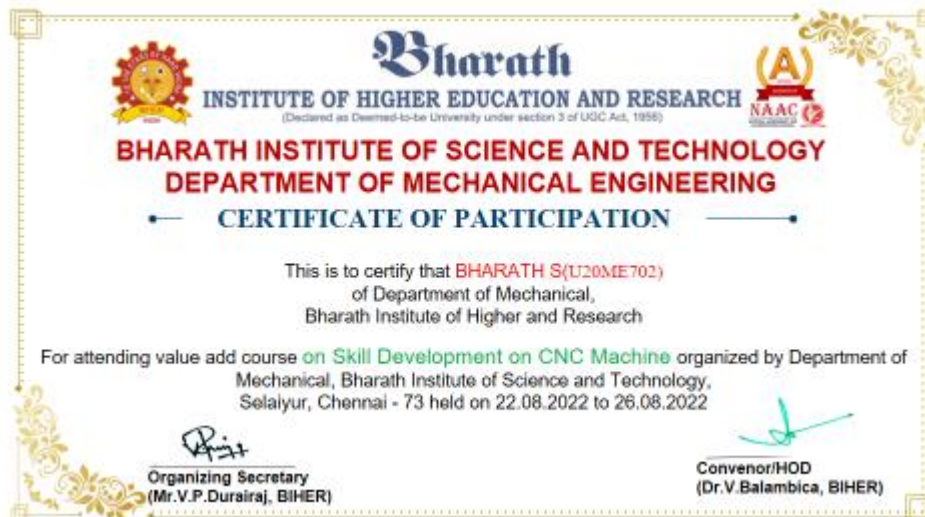 Bharath
INSTITUTE OF HIGHER EDUCATION AND RESEARCH
(Declared as Deemed-to-be University under section 3 of UGC Act, 1956)
NAAC
BHARATH INSTITUTE OF SCIENCE AND TECHNOLOGY
DEPARTMENT OF MECHANICAL ENGINEERING
CERTIFICATE OF PARTICIPATION
This is to certify that BHARATH S(U20ME702)
of Department of Mechanical,
Bharath Institute of Higher and Research
For attending value add course on Skill Development on CNC Machine organized by Department of
Mechanical, Bharath Institute of Science and Technology,
Selaiyur, Chennai - 73 held on 22.08.2022 to 26.08.2022
Organizing Secretary
(Mr.V.P.Durairaj, BIHER)
Convenor/HOD
(Dr.V.Balambica, BIHER)